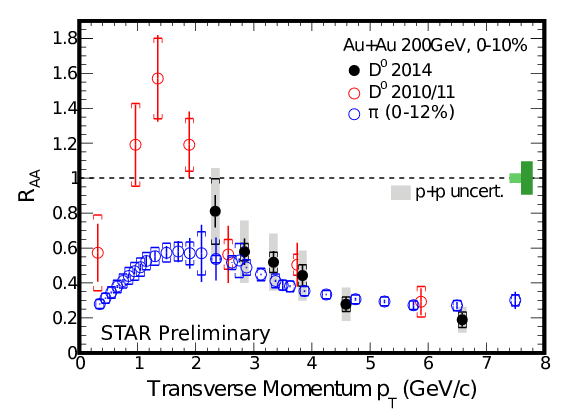 1.8
1.6
1.4
1.2
1
0.8
0.6
0.4
0.2
0
R_AA
Au+Au 200GeV, 0-10%
D⁰ 2014
D⁰ 2010/11
π (0-12%)
p+p uncert.
STAR Preliminary
0 1 2 3 4 5 6 7 8
Transverse Momentum p_T (GeV/c)